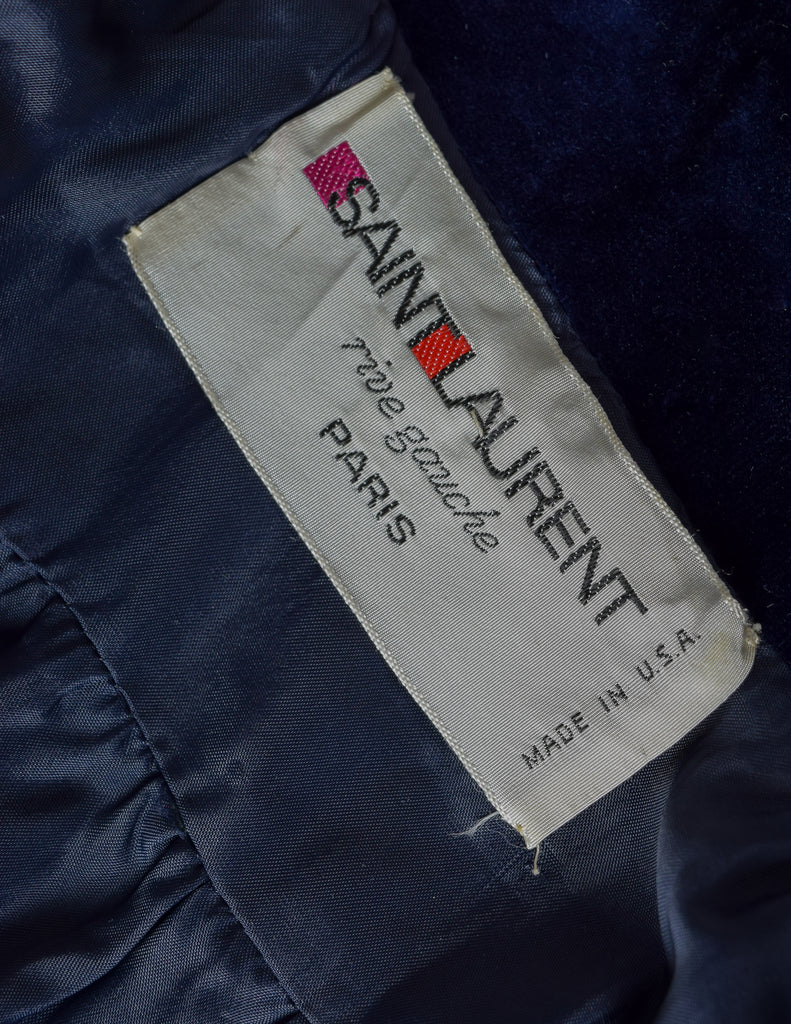 SAINT LAURENT
rive gauche
PARIS
MADE IN U.S.A.